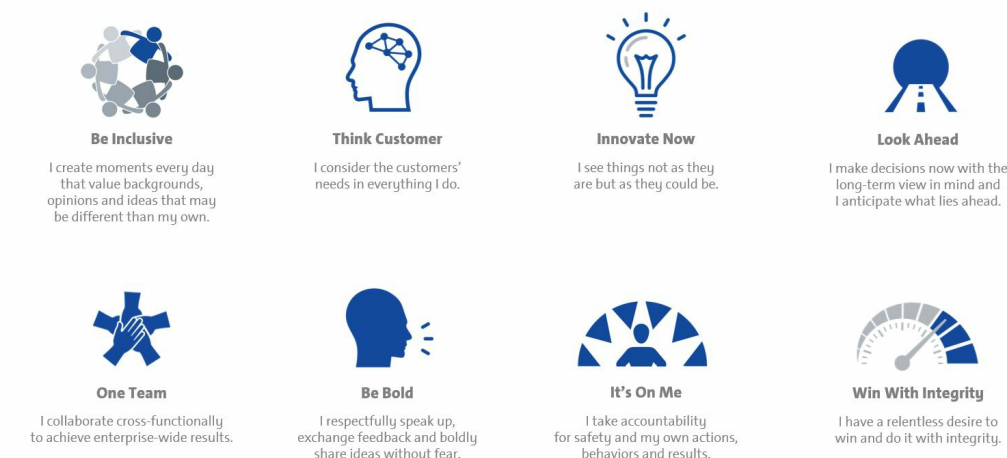 Be Inclusive
I create moments every day
that value backgrounds,
opinions and ideas that may
be different than my own.
Think Customer
I consider the customers'
needs in everything I do.
Innovate Now
I see things not as they
are but as they could be.
Look Ahead
I make decisions now with the
long-term view in mind and
I anticipate what lies ahead.
One Team
I collaborate cross-functionally
to achieve enterprise-wide results.
Be Bold
I respectfully speak up,
exchange feedback and boldly
share ideas without fear.
It's On Me
I take accountability
for safety and my own actions,
behaviors and results.
Win With Integrity
I have a relentless desire to
win and do it with integrity.